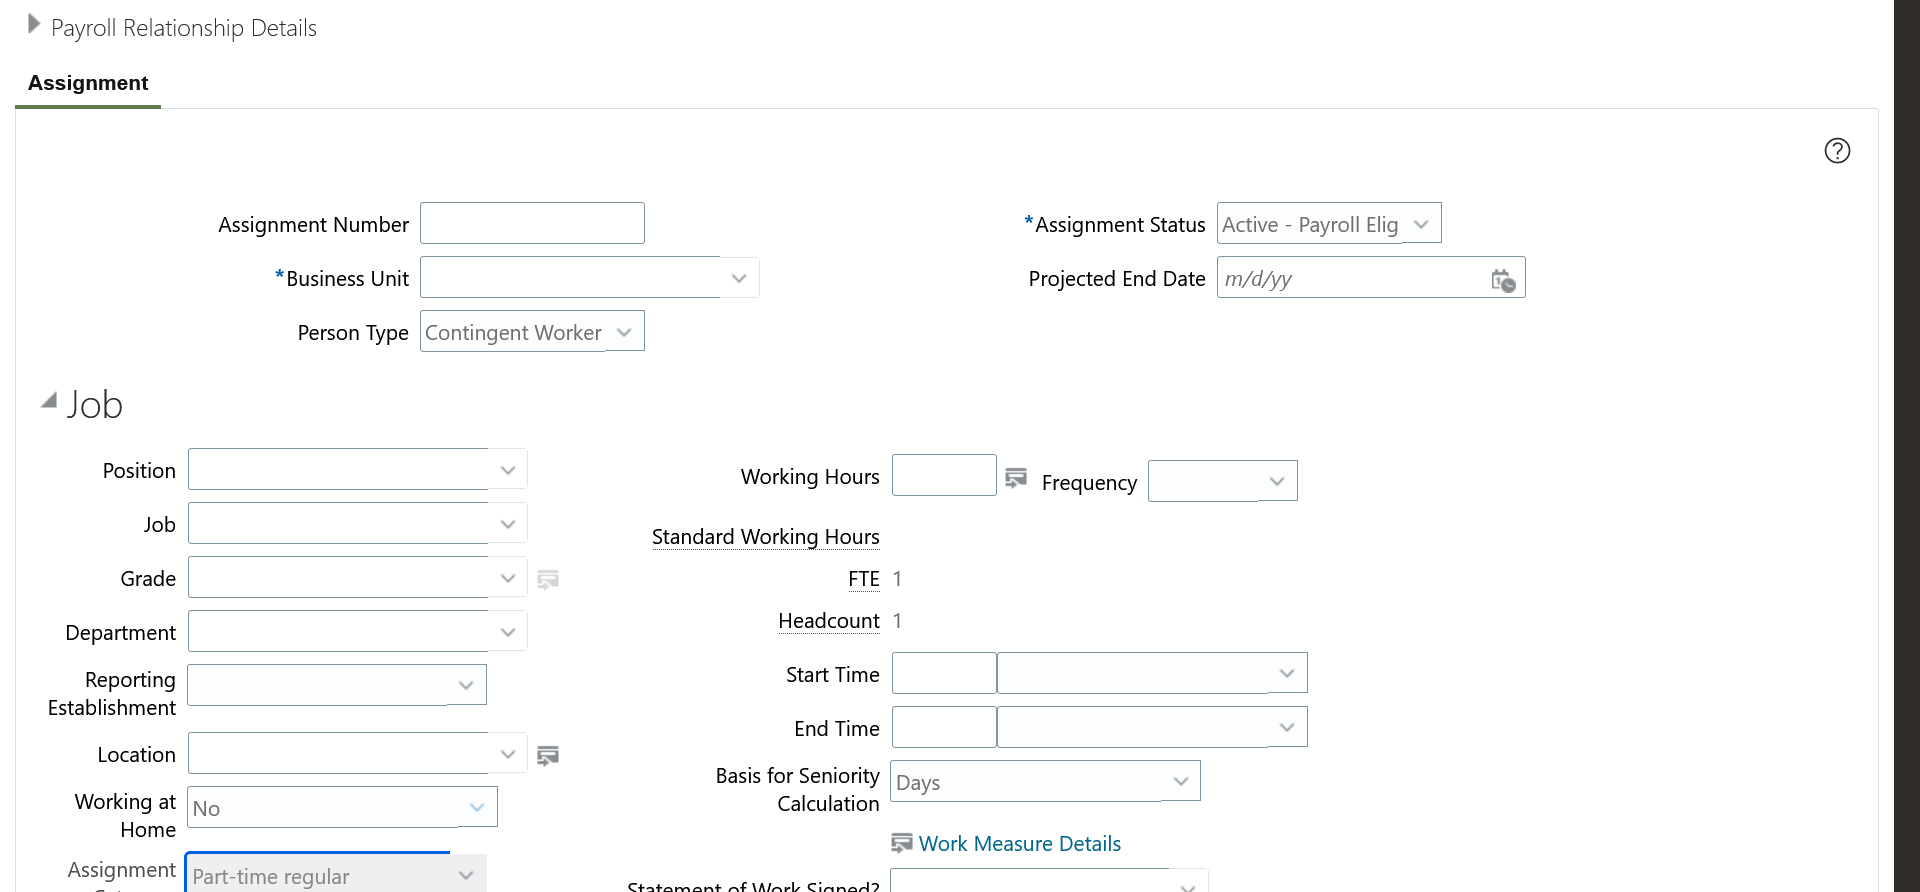 Payroll Relationship Details
Assignment
Assignment Number
*Assignment Status Active - Payroll Elig
*Business Unit
Projected End Date m/d/yy
Person Type Contingent Worker
Job
Position
Working Hours
Frequency
Job
Standard Working Hours
Grade
FTE 1
Headcount 1
Department
Reporting
Establishment
Start Time
End Time
Location
Basis for Seniority
Calculation
Days
Working at
Home
No
Work Measure Details
Assignment
Part-time regular
Statement of Work Signed?